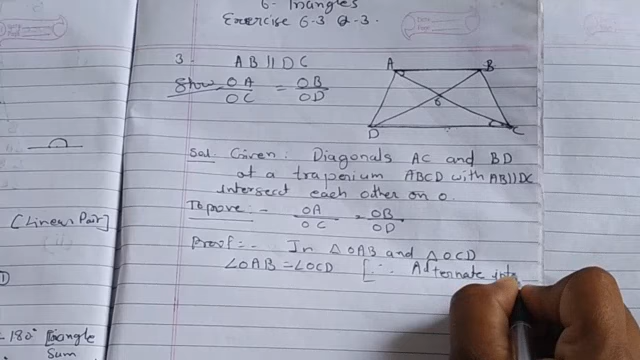 6- Triangles
Exercise 6.3 Q.3.
3. AB || DC
Show OA/OC = OB/OD
A B
O
D C
Sol Given: Diagonals AC and BD
of a trapezium ABCD with AB||DC
intersect each other on O.
To prove:- OA/OC = OB/OD
[Linear Pair]
Proof:- In △OAB and △OCD
∠OAB = ∠OCD [∵ Alternate inte
180° [Triangle
Sum